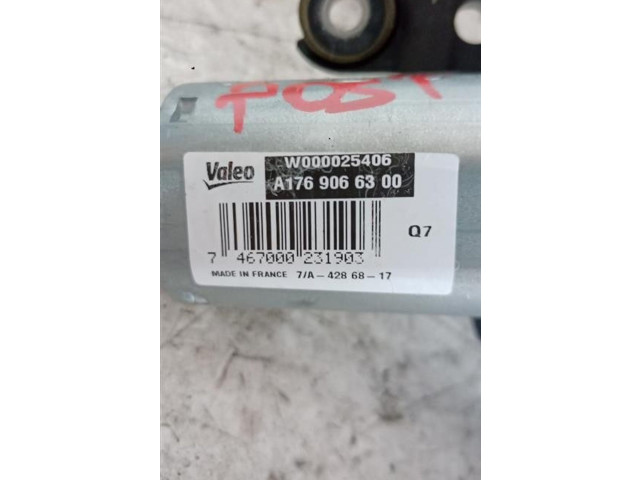 POST
Valeo
W000025406
A176 906 63 00
Q7
7 467000 231903
MADE IN FRANCE 7/A-428 68-17